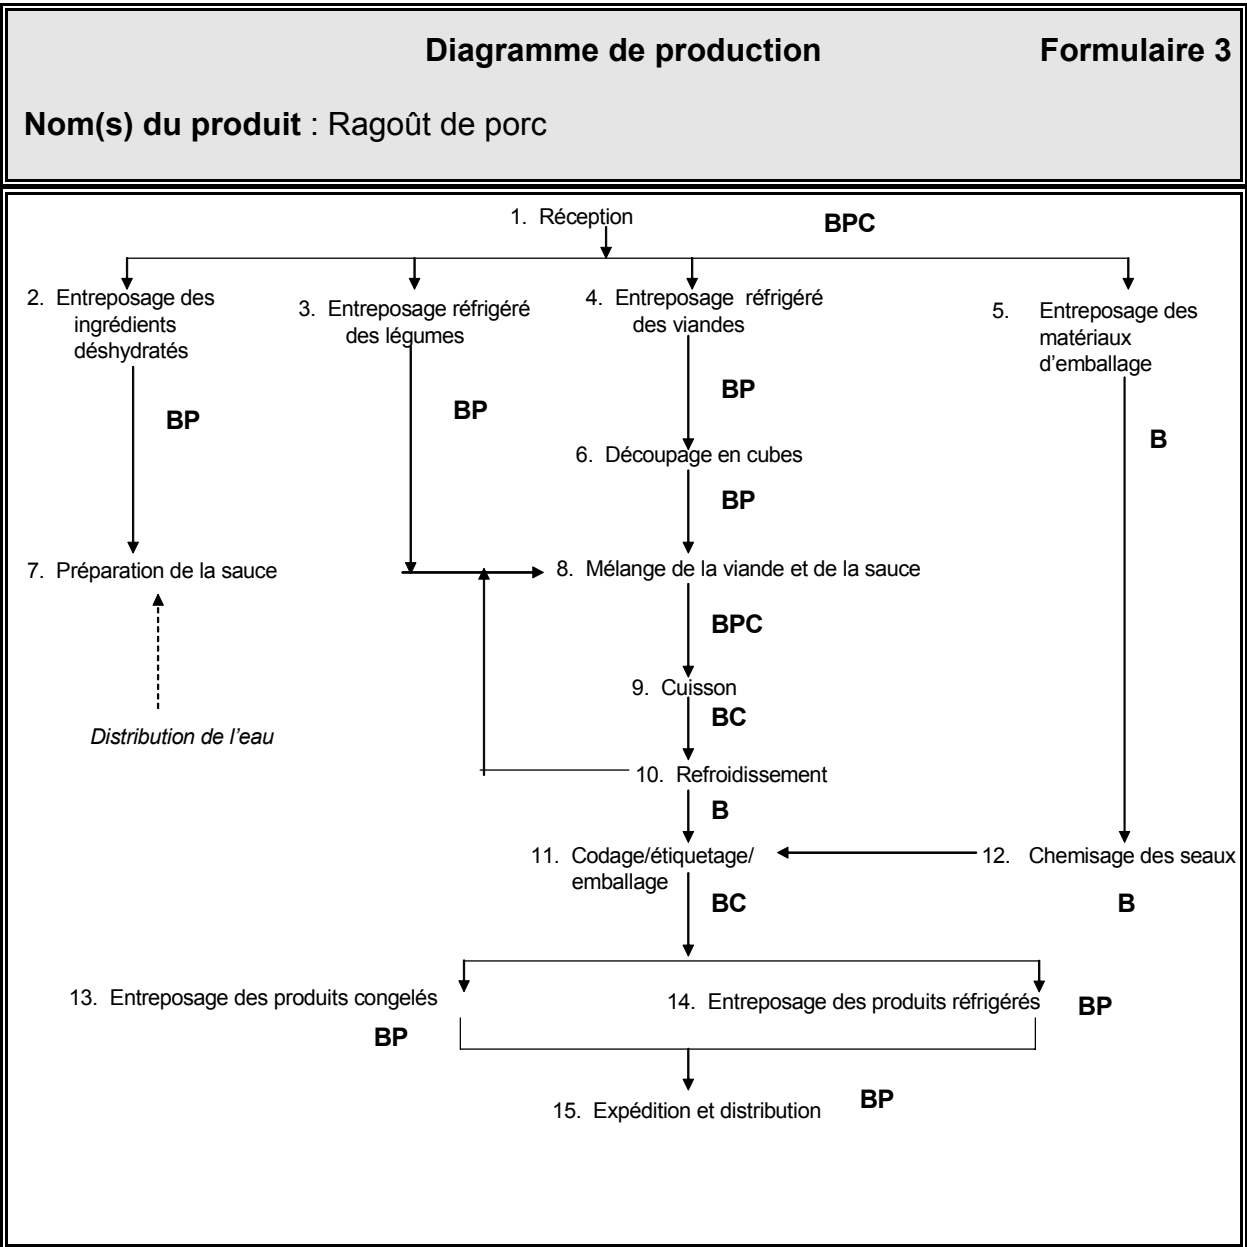 Diagramme de production Formulaire 3
Nom(s) du produit : Ragoût de porc
1. Réception
BPC
2. Entreposage des
ingrédients
déshydratés
3. Entreposage réfrigéré
des légumes
4. Entreposage réfrigéré
des viandes
5. Entreposage des
matériaux
d'emballage
BP
BP
BP
B
6. Découpage en cubes
BP
7. Préparation de la sauce
8. Mélange de la viande et de la sauce
BPC
Distribution de l'eau
9. Cuisson
BC
10. Refroidissement
B
11. Codage/étiquetage/
emballage
BC
12. Chemisage des seaux
B
13. Entreposage des produits congelés
BP
14. Entreposage des produits réfrigérés
BP
15. Expédition et distribution
BP